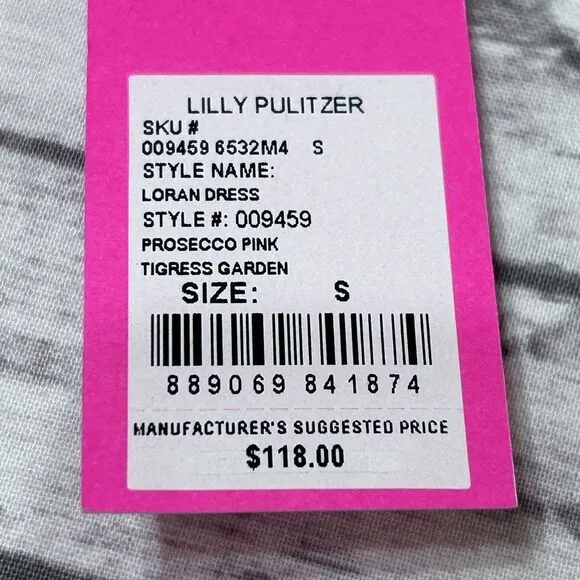 LILLY PULITZER
SKU #
009459 6532M4 S
STYLE NAME:
LORAN DRESS
STYLE #: 009459
PROSECCO PINK
TIGRESS GARDEN
SIZE: S
889069 841874
MANUFACTURER'S SUGGESTED PRICE
$118.00